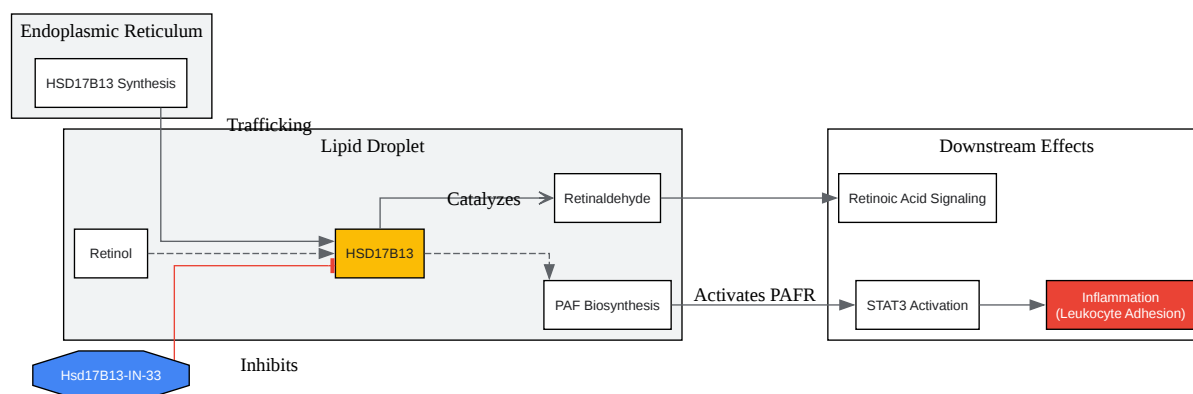 Endoplasmic Reticulum
HSD17B13 Synthesis
Trafficking
Lipid Droplet
Downstream Effects
Catalyzes
Retinaldehyde
Retinoic Acid Signaling
Retinol
HSD17B13
PAF Biosynthesis
Activates PAFR
STAT3 Activation
Inflammation
(Leukocyte Adhesion)
Inhibits
Hsd17B13-IN-33